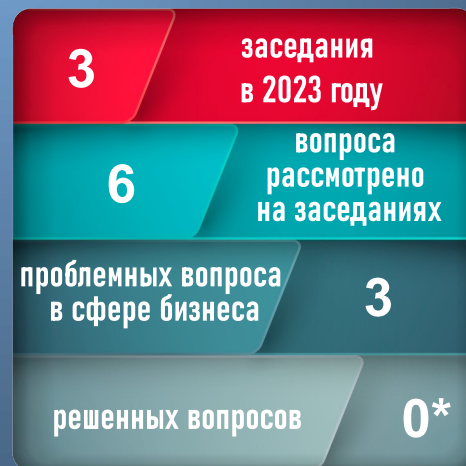 3
заседания
в 2023 году
6
вопроса
рассмотрено
на заседаниях
проблемных вопроса
в сфере бизнеса
3
решенных вопросов
0*